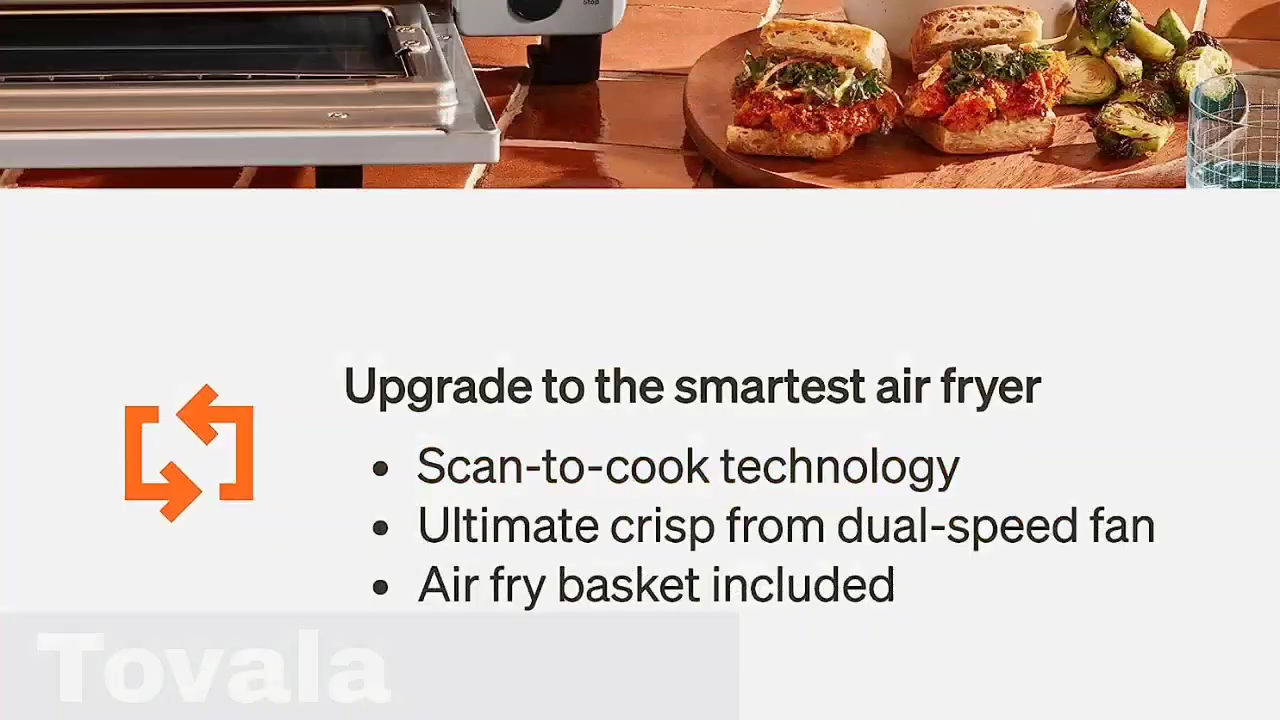 Stop
Upgrade to the smartest air fryer
Scan-to-cook technology
Ultimate crisp from dual-speed fan
Air fry basket included
Tovala